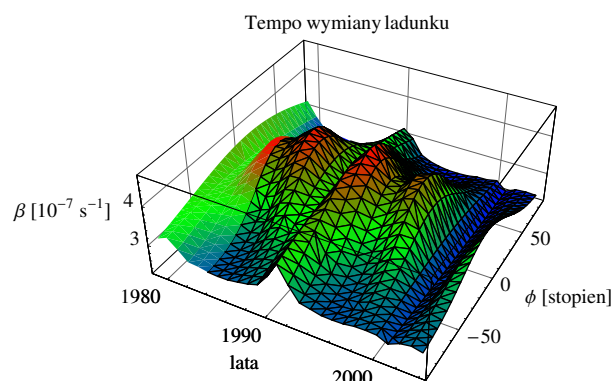 Tempo wymiany ladunku
β [10⁻⁷ s⁻¹]
4
3
1980
1990
2000
lata
50
0
−50
ϕ [stopien]